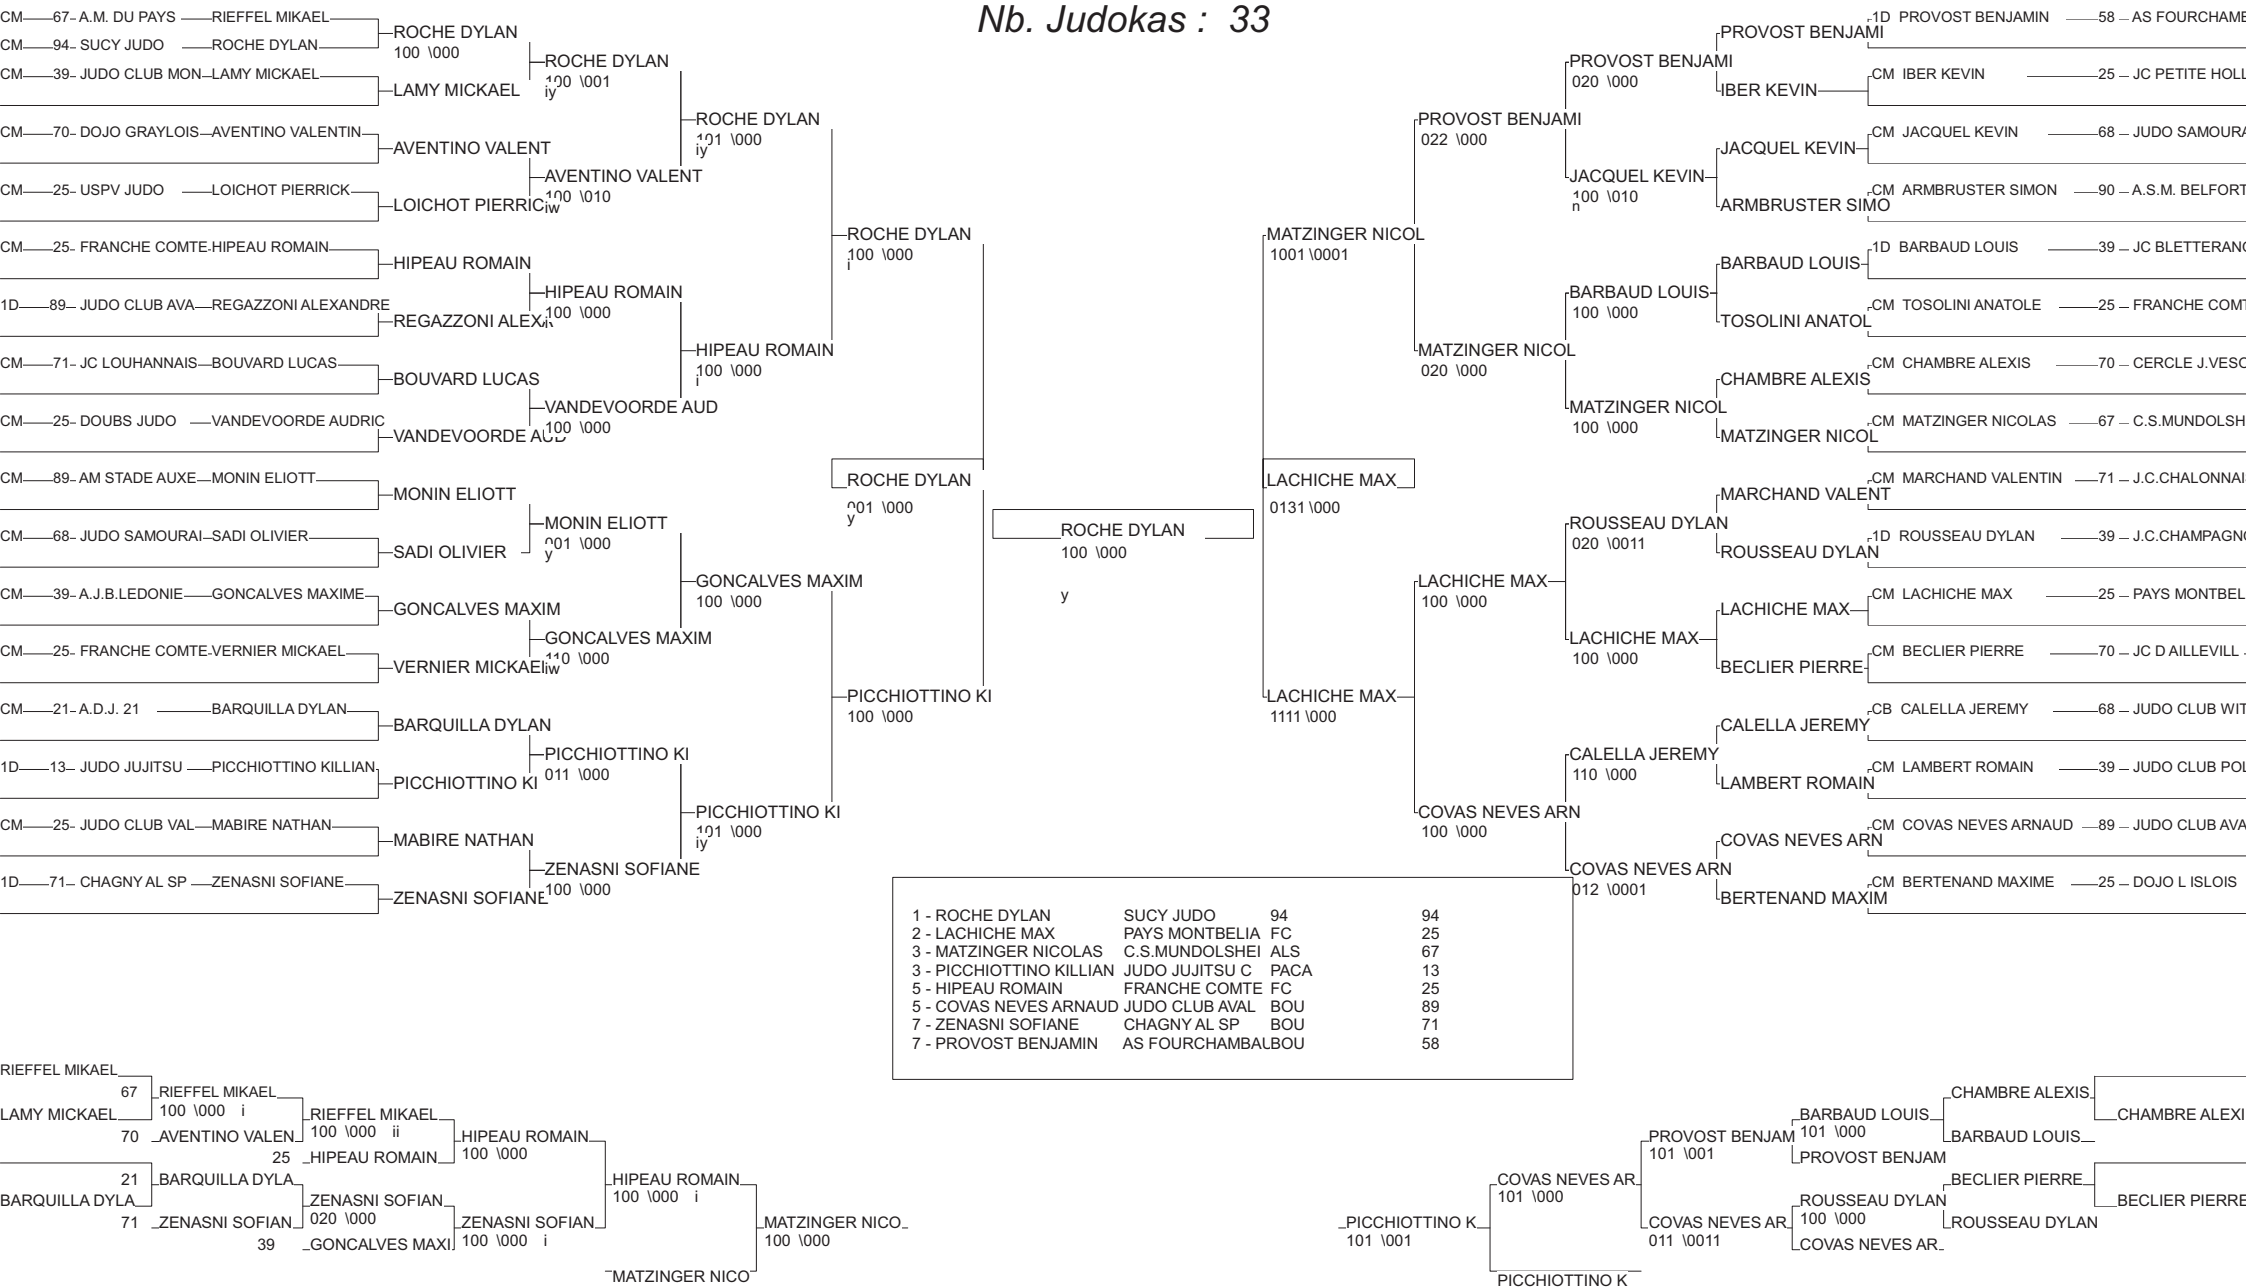 Nb. Judokas : 33
CM 67 A.M. DU PAYS RIEFFEL MIKAEL
CM 94 SUCY JUDO ROCHE DYLAN
CM 39 JUDO CLUB MON LAMY MICKAEL
CM 70 DOJO GRAYLOIS AVENTINO VALENTIN
CM 25 USPV JUDO LOICHOT PIERRICK
CM 25 FRANCHE COMTE HIPEAU ROMAIN
1D 89 JUDO CLUB AVA REGAZZONI ALEXANDRE
CM 71 JC LOUHANNAIS BOUVARD LUCAS
CM 25 DOUBS JUDO VANDEVOORDE AUDRIC
CM 89 AM STADE AUXE MONIN ELIOTT
CM 68 JUDO SAMOURAI SADI OLIVIER
CM 39 A.J.B.LEDONIE GONCALVES MAXIME
CM 25 FRANCHE COMTE VERNIER MICKAEL
CM 21 A.D.J. 21 BARQUILLA DYLAN
1D 13 JUDO JUJITSU PICCHIOTTINO KILLIAN
CM 25 JUDO CLUB VAL MABIRE NATHAN
1D 71 CHAGNY AL SP ZENASNI SOFIANE
ROCHE DYLAN
100 \000
LAMY MICKAEL
AVENTINO VALENT
LOICHOT PIERRIC
HIPEAU ROMAIN
REGAZZONI ALEXA
BOUVARD LUCAS
VANDEVOORDE AUD
MONIN ELIOTT
SADI OLIVIER
GONCALVES MAXIM
VERNIER MICKAEL
BARQUILLA DYLAN
PICCHIOTTINO KI
MABIRE NATHAN
ZENASNI SOFIANE
ROCHE DYLAN
100 \001
iy
AVENTINO VALENT
100 \010
iw
HIPEAU ROMAIN
100 \000
VANDEVOORDE AUD
100 \000
MONIN ELIOTT
001 \000
y
GONCALVES MAXIM
110 \000
iw
PICCHIOTTINO KI
011 \000
ZENASNI SOFIANE
100 \000
ROCHE DYLAN
101 \000
iy
HIPEAU ROMAIN
100 \000
i
GONCALVES MAXIM
100 \000
PICCHIOTTINO KI
101 \000
iy
ROCHE DYLAN
100 \000
i
PICCHIOTTINO KI
100 \000
ROCHE DYLAN
001 \000
y
ROCHE DYLAN
100 \000
y
LACHICHE MAX
0131 \000
MATZINGER NICOL
1001 \0001
LACHICHE MAX
1111 \000
PROVOST BENJAMI
022 \000
MATZINGER NICOL
020 \000
LACHICHE MAX
100 \000
COVAS NEVES ARN
100 \000
PROVOST BENJAMI
020 \000
JACQUEL KEVIN
100 \010
n
BARBAUD LOUIS
100 \000
MATZINGER NICOL
100 \000
ROUSSEAU DYLAN
020 \0011
LACHICHE MAX
100 \000
CALELLA JEREMY
110 \000
COVAS NEVES ARN
012 \0001
PROVOST BENJAMI
IBER KEVIN
JACQUEL KEVIN
ARMBRUSTER SIMO
BARBAUD LOUIS
TOSOLINI ANATOL
CHAMBRE ALEXIS
MATZINGER NICOL
MARCHAND VALENT
ROUSSEAU DYLAN
LACHICHE MAX
BECLIER PIERRE
CALELLA JEREMY
LAMBERT ROMAIN
COVAS NEVES ARN
BERTENAND MAXIM
1D PROVOST BENJAMIN 58 AS FOURCHAMB
CM IBER KEVIN 25 JC PETITE HOLL
CM JACQUEL KEVIN 68 JUDO SAMOURA
CM ARMBRUSTER SIMON 90 A.S.M. BELFORT
1D BARBAUD LOUIS 39 JC BLETTERAN
CM TOSOLINI ANATOLE 25 FRANCHE COMT
CM CHAMBRE ALEXIS 70 CERCLE J.VESO
CM MATZINGER NICOLAS 67 C.S.MUNDOLSH
CM MARCHAND VALENTIN 71 J.C.CHALONNAI
1D ROUSSEAU DYLAN 39 J.C.CHAMPAGN
CM LACHICHE MAX 25 PAYS MONTBEL
CM BECLIER PIERRE 70 JC D AILLEVILL
CB CALELLA JEREMY 68 JUDO CLUB WIT
CM LAMBERT ROMAIN 39 JUDO CLUB POL
CM COVAS NEVES ARNAUD 89 JUDO CLUB AVA
CM BERTENAND MAXIME 25 DOJO L ISLOIS
1 - ROCHE DYLAN SUCY JUDO 94 94
2 - LACHICHE MAX PAYS MONTBELIA FC 25
3 - MATZINGER NICOLAS C.S.MUNDOLSHEI ALS 67
3 - PICCHIOTTINO KILLIAN JUDO JUJITSU C PACA 13
5 - HIPEAU ROMAIN FRANCHE COMTE FC 25
5 - COVAS NEVES ARNAUD JUDO CLUB AVAL BOU 89
7 - ZENASNI SOFIANE CHAGNY AL SP BOU 71
7 - PROVOST BENJAMIN AS FOURCHAMBAU BOU 58
RIEFFEL MIKAEL
67
LAMY MICKAEL
70
21
BARQUILLA DYLA
71
RIEFFEL MIKAEL
100 \000 i
AVENTINO VALEN
25
BARQUILLA DYLA
ZENASNI SOFIAN
39
RIEFFEL MIKAEL
100 \000 ii
HIPEAU ROMAIN
ZENASNI SOFIAN
020 \000
GONCALVES MAXI
HIPEAU ROMAIN
100 \000
ZENASNI SOFIAN
100 \000 i
HIPEAU ROMAIN
100 \000 i
MATZINGER NICO
MATZINGER NICO
100 \000
PICCHIOTTINO K
101 \001
COVAS NEVES AR
101 \000
PICCHIOTTINO K
PROVOST BENJAM
101 \001
COVAS NEVES AR
011 \0011
BARBAUD LOUIS
101 \000
PROVOST BENJAM
ROUSSEAU DYLAN
100 \000
COVAS NEVES AR
CHAMBRE ALEXIS
BARBAUD LOUIS
BECLIER PIERRE
ROUSSEAU DYLAN
CHAMBRE ALEXI
BECLIER PIERRE